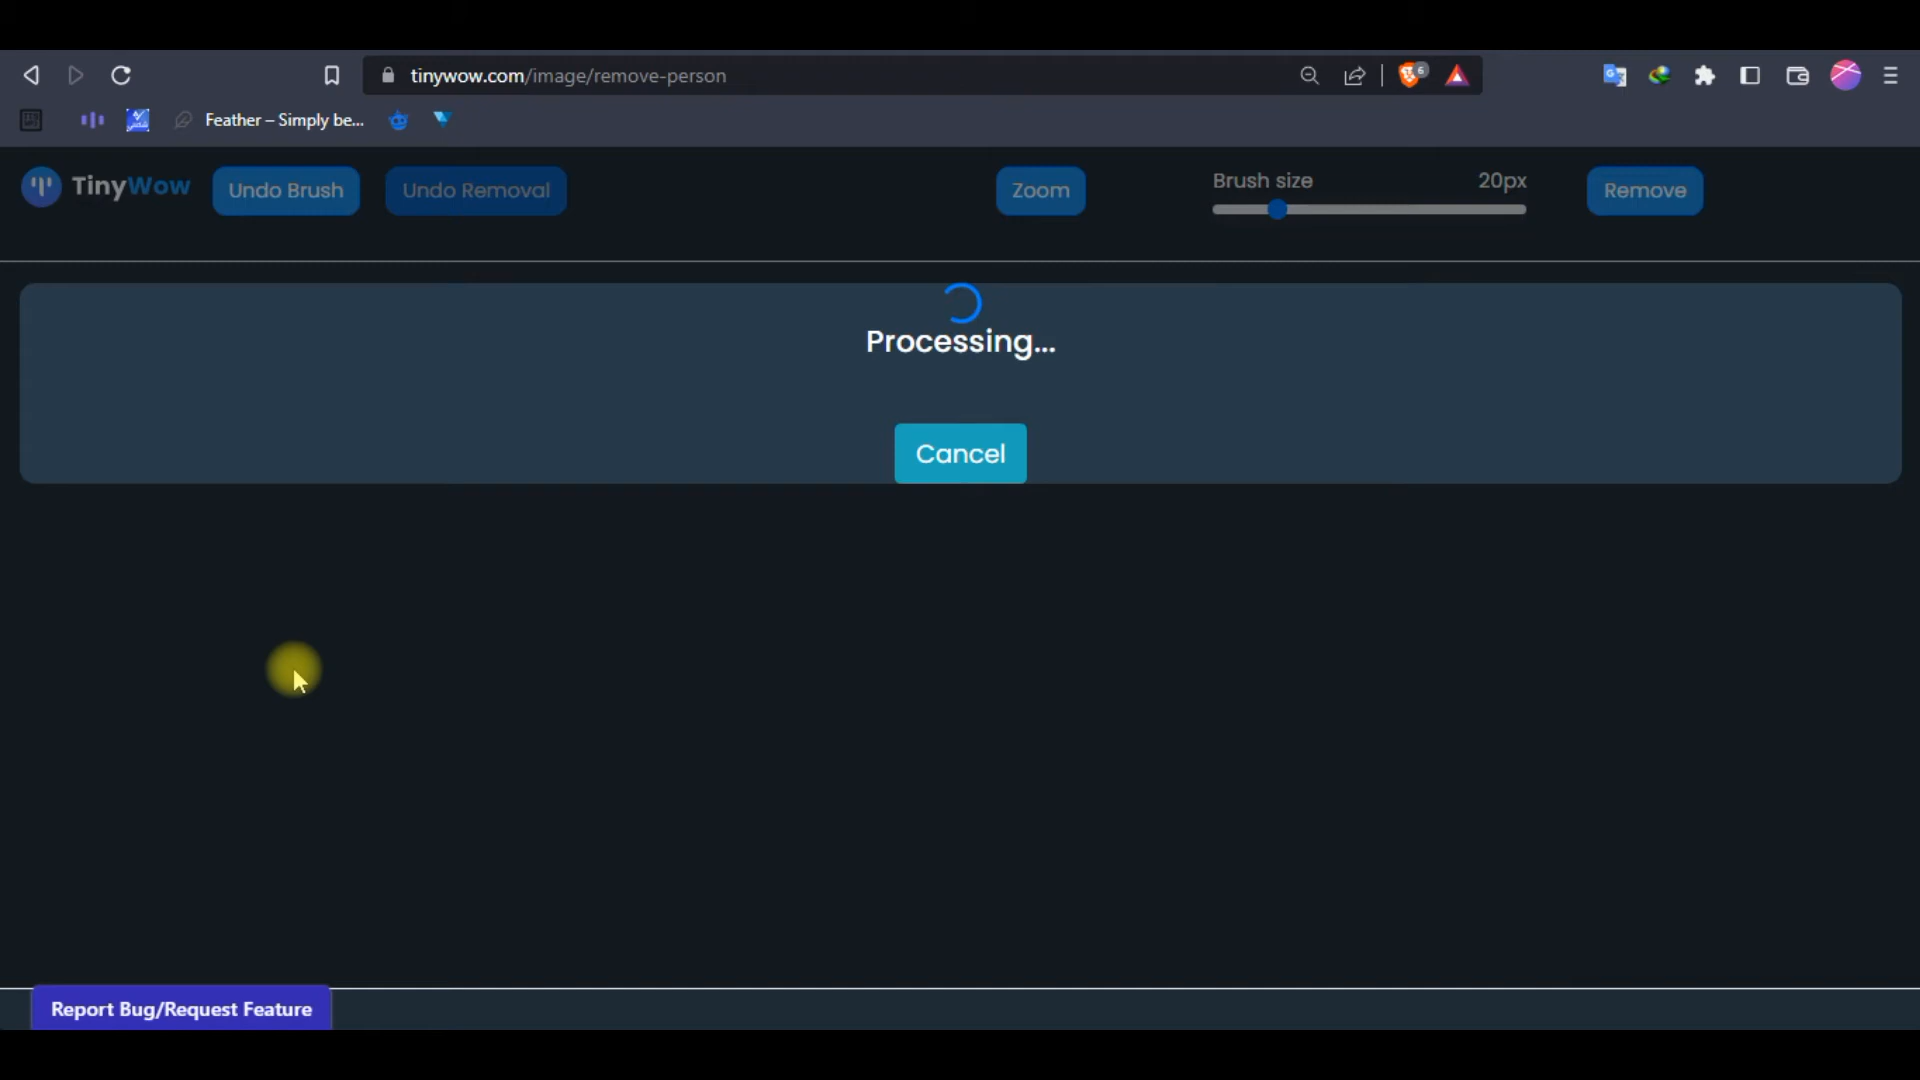 tinywow.com/image/remove-person
6
Feather – Simply be...
TinyWow
Undo Brush
Undo Removal
Zoom
Brush size
20px
Remove
Processing...
Cancel
Report Bug/Request Feature